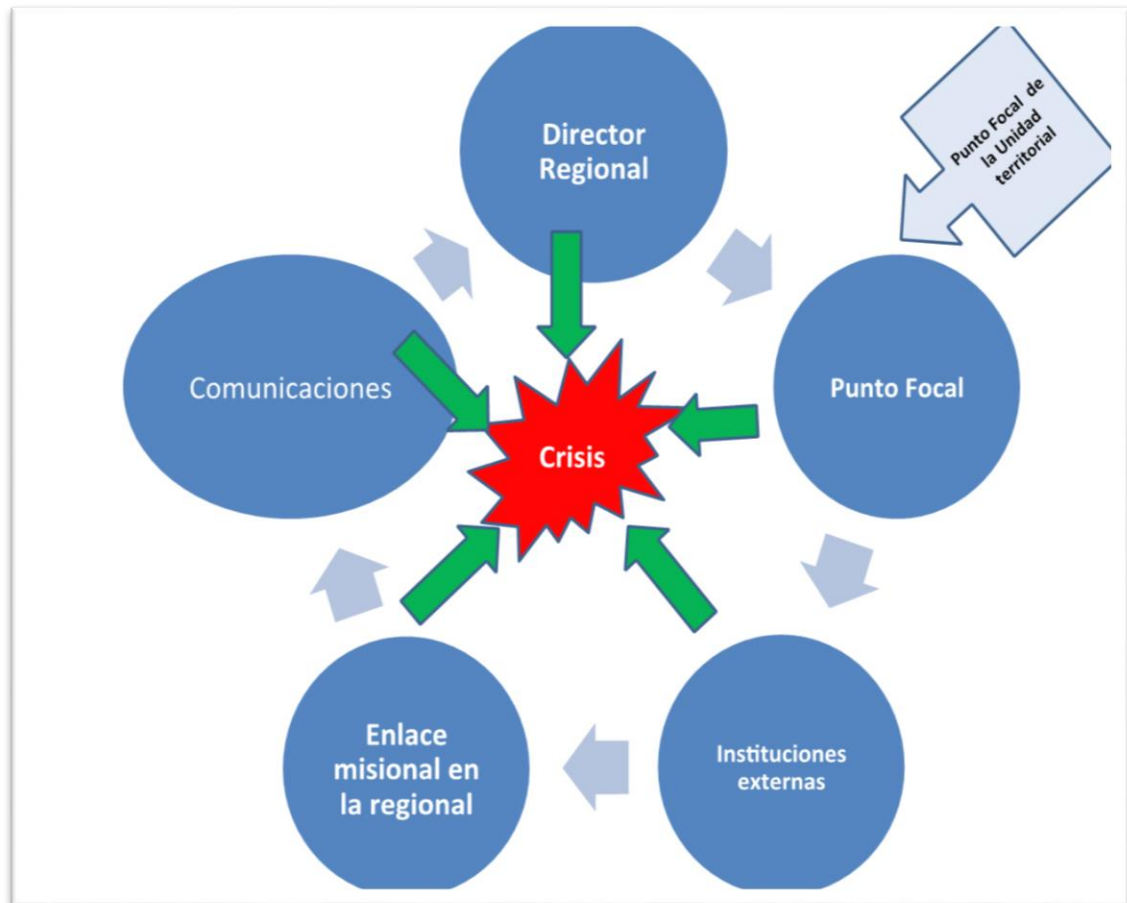 Director
Regional
Punto Focal de
la Unidad
territorial
Comunicaciones
Punto Focal
Crisis
Enlace
misional en
la regional
Instituciones
externas